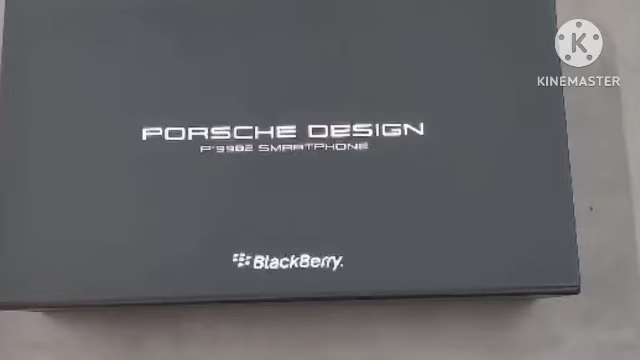 KINEMASTER
PORSCHE DESIGN
P'9982 SMARTPHONE
BlackBerry.